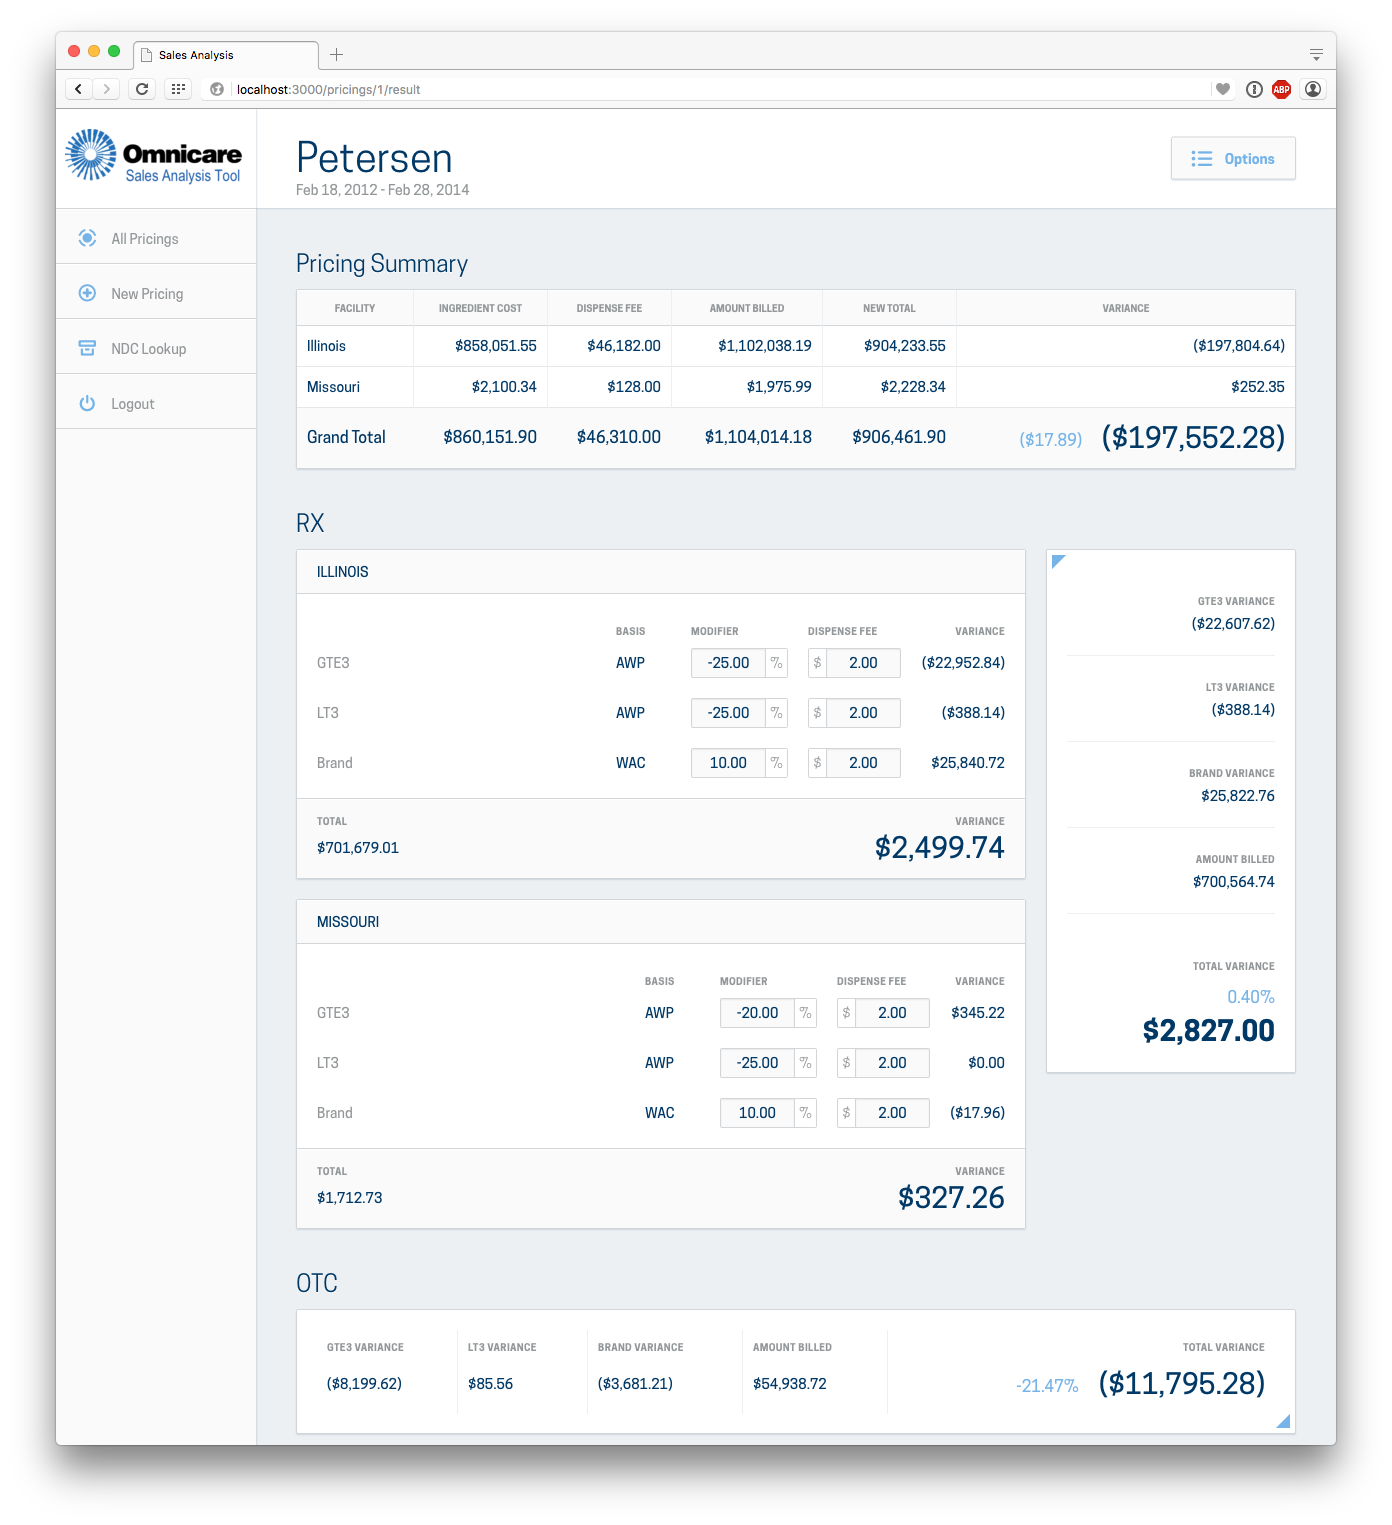 Sales Analysis
localhost:3000/pricings/1/result
ABP
Omnicare
Sales Analysis Tool
Petersen
Feb 18, 2012 - Feb 28, 2014
Options
All Pricings
New Pricing
NDC Lookup
Logout
Pricing Summary
FACILITY INGREDIENT COST DISPENSE FEE AMOUNT BILLED NEW TOTAL VARIANCE
Illinois $858,051.55 $46,182.00 $1,102,038.19 $904,233.55 ($197,804.64)
Missouri $2,100.34 $128.00 $1,975.99 $2,228.34 $252.35
Grand Total $860,151.90 $46,310.00 $1,104,014.18 $906,461.90 ($17.89) ($197,552.28)
RX
ILLINOIS
BASIS MODIFIER DISPENSE FEE VARIANCE
GTE3 AWP -25.00 % $ 2.00 ($22,952.84)
LT3 AWP -25.00 % $ 2.00 ($388.14)
Brand WAC 10.00 % $ 2.00 $25,840.72
TOTAL VARIANCE
$701,679.01 $2,499.74
MISSOURI
BASIS MODIFIER DISPENSE FEE VARIANCE
GTE3 AWP -20.00 % $ 2.00 $345.22
LT3 AWP -25.00 % $ 2.00 $0.00
Brand WAC 10.00 % $ 2.00 ($17.96)
TOTAL VARIANCE
$1,712.73 $327.26
GTE3 VARIANCE
($22,607.62)
LT3 VARIANCE
($388.14)
BRAND VARIANCE
$25,822.76
AMOUNT BILLED
$700,564.74
TOTAL VARIANCE
0.40%
$2,827.00
OTC
GTE3 VARIANCE LT3 VARIANCE BRAND VARIANCE AMOUNT BILLED TOTAL VARIANCE
($8,199.62) $85.56 ($3,681.21) $54,938.72 -21.47% ($11,795.28)